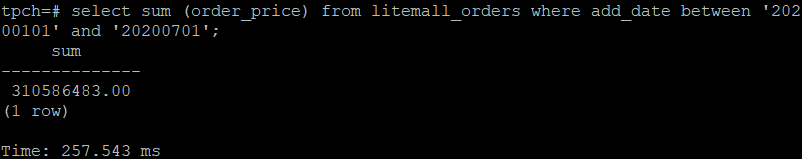 tpch=# select sum (order_price) from litemall_orders where add_date between '202
00101' and '20200701';
sum
--------------
310586483.00
(1 row)
Time: 257.543 ms